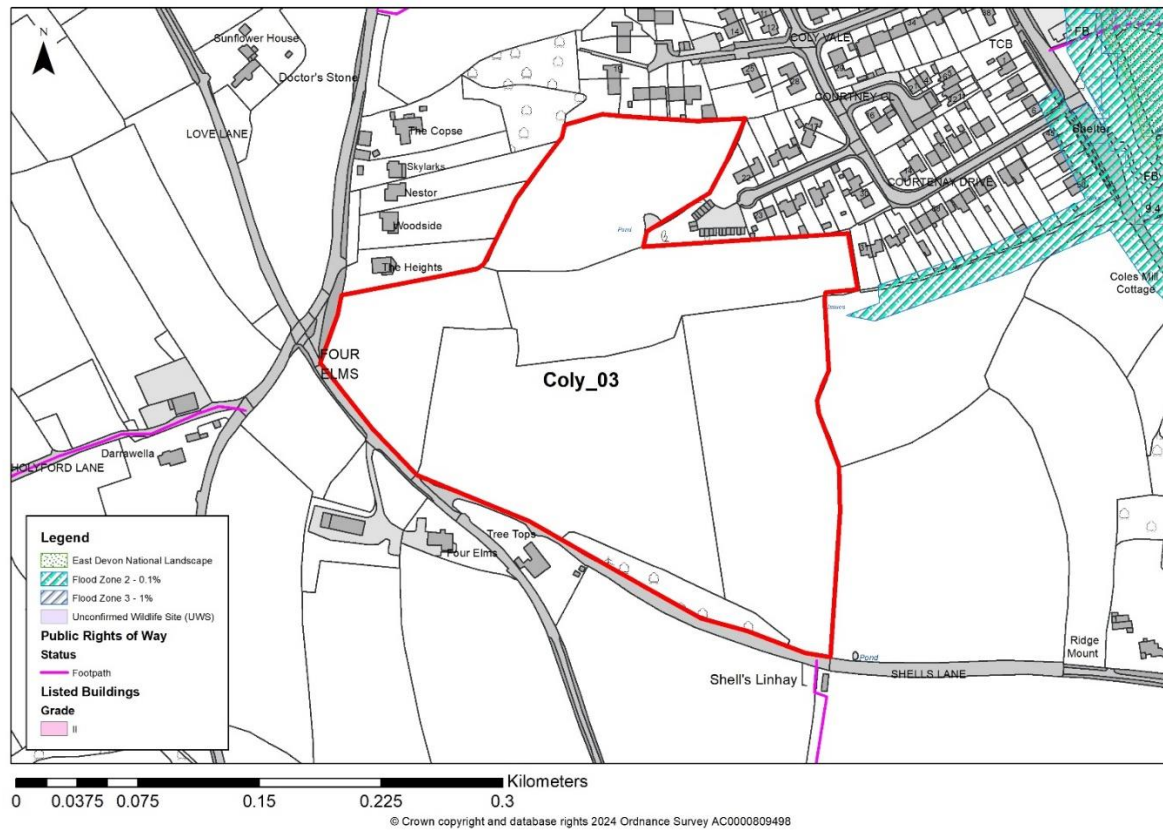 N
Sunflower House
Doctor's Stone
LOVE LANE
The Copse
Skylarks
Nestor
Woodside
The Heights
COLY VALE
TCB
FB
COURTNEY CL
Shelter
FB
COURTENAY DRIVE
Coles Mill
Cottage
Pond
FOUR
ELMS
Coly_03
Darrawella
HOLYFORD LANE
Tree Tops
Four Elms
Shell's Linhay
Pond
SHELLS LANE
Ridge
Mount
Legend
East Devon National Landscape
Flood Zone 2 - 0.1%
Flood Zone 3 - 1%
Unconfirmed Wildlife Site (UWS)
Public Rights of Way
Status
Footpath
Listed Buildings
Grade
II
Kilometers
0 0.0375 0.075 0.15 0.225 0.3
© Crown copyright and database rights 2024 Ordnance Survey AC0000809498